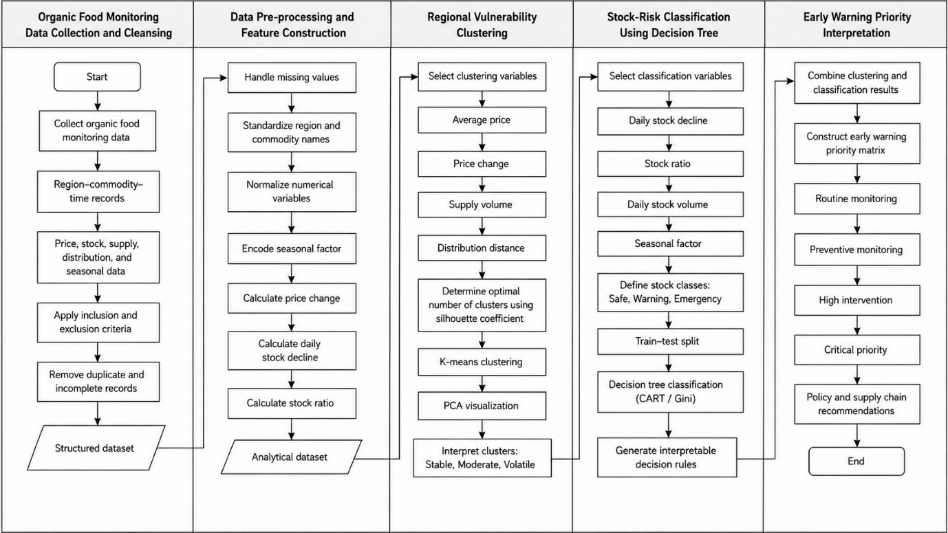 Organic Food Monitoring
Data Collection and Cleansing
Start
Collect organic food
monitoring data
Region–commodity–
time records
Price, stock, supply,
distribution, and
seasonal data
Apply inclusion and
exclusion criteria
Remove duplicate and
incomplete records
Structured dataset
Data Pre-processing and
Feature Construction
Handle missing values
Standardize region and
commodity names
Normalize numerical
variables
Encode seasonal factor
Calculate price change
Calculate daily
stock decline
Calculate stock ratio
Analytical dataset
Regional Vulnerability
Clustering
Select clustering variables
Average price
Price change
Supply volume
Distribution distance
Determine optimal
number of clusters using
silhouette coefficient
K-means clustering
PCA visualization
Interpret clusters:
Stable, Moderate, Volatile
Stock-Risk Classification
Using Decision Tree
Select classification variables
Daily stock decline
Stock ratio
Daily stock volume
Seasonal factor
Define stock classes:
Safe, Warning, Emergency
Train–test split
Decision tree classification
(CART / Gini)
Generate interpretable
decision rules
Early Warning Priority
Interpretation
Combine clustering and
classification results
Construct early warning
priority matrix
Routine monitoring
Preventive monitoring
High intervention
Critical priority
Policy and supply chain
recommendations
End